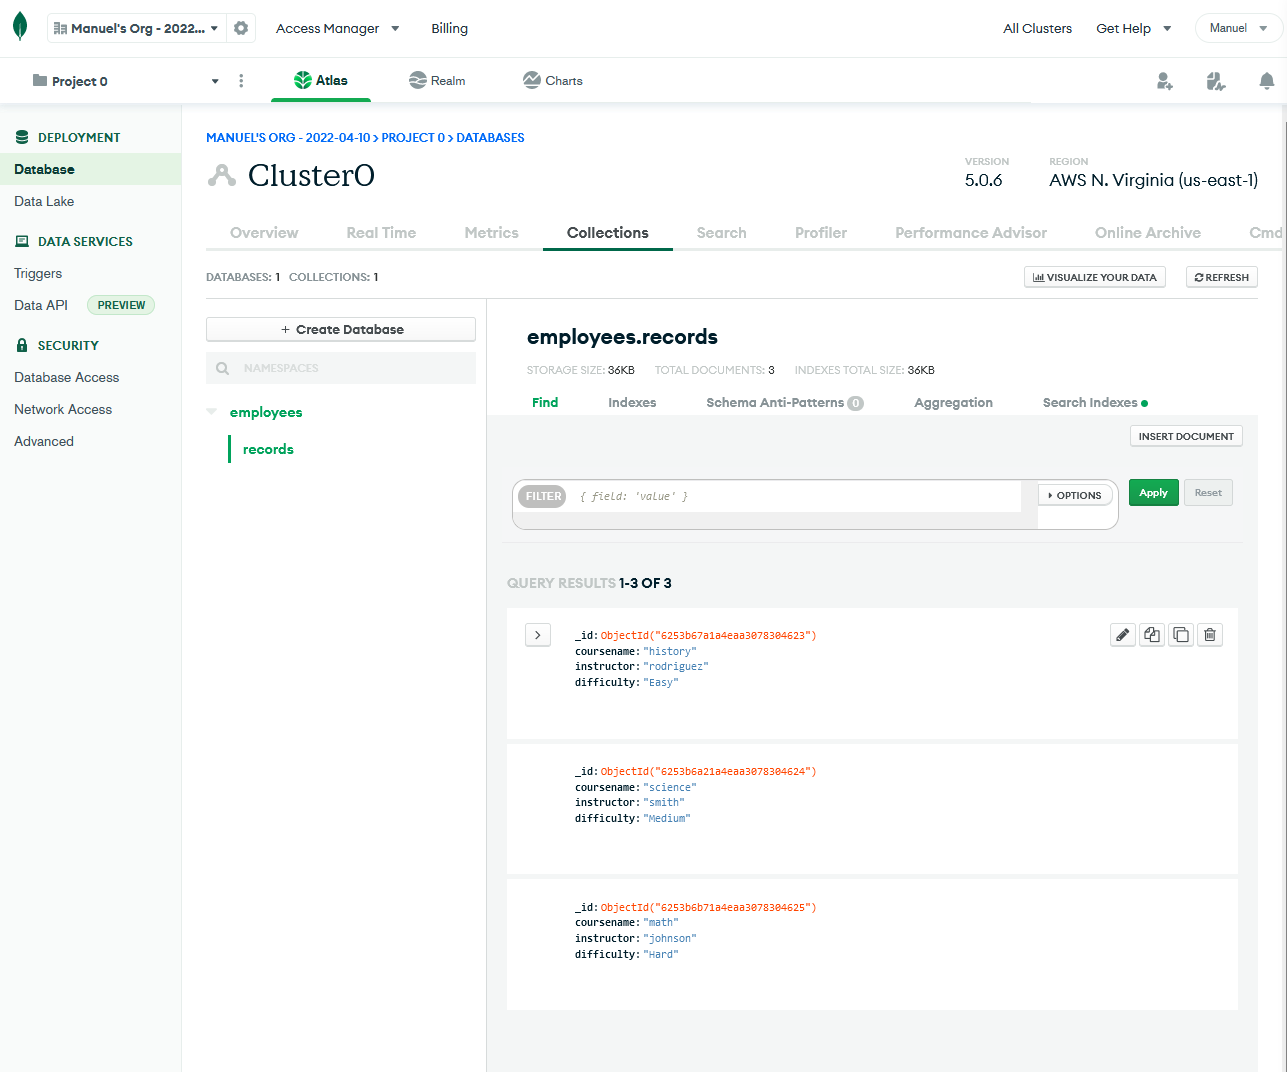 Manuel's Org - 2022...
Access Manager
Billing
All Clusters
Get Help
Manuel
Project 0
Atlas
Realm
Charts
DEPLOYMENT
Database
Data Lake
DATA SERVICES
Triggers
Data API PREVIEW
SECURITY
Database Access
Network Access
Advanced
MANUEL'S ORG - 2022-04-10 > PROJECT 0 > DATABASES
Cluster0
VERSION
5.0.6
REGION
AWS N. Virginia (us-east-1)
Overview Real Time Metrics Collections Search Profiler Performance Advisor Online Archive Cmd
DATABASES: 1 COLLECTIONS: 1
VISUALIZE YOUR DATA
REFRESH
+ Create Database
NAMESPACES
employees
records
employees.records
STORAGE SIZE: 36KB TOTAL DOCUMENTS: 3 INDEXES TOTAL SIZE: 36KB
Find Indexes Schema Anti-Patterns 0 Aggregation Search Indexes
INSERT DOCUMENT
FILTER { field: 'value' }
OPTIONS
Apply
Reset
QUERY RESULTS 1-3 OF 3
_id: ObjectId("6253b67a1a4eaa3078304623")
coursename: "history"
instructor: "rodriguez"
difficulty: "Easy"
_id: ObjectId("6253b6a21a4eaa3078304624")
coursename: "science"
instructor: "smith"
difficulty: "Medium"
_id: ObjectId("6253b6b71a4eaa3078304625")
coursename: "math"
instructor: "johnson"
difficulty: "Hard"